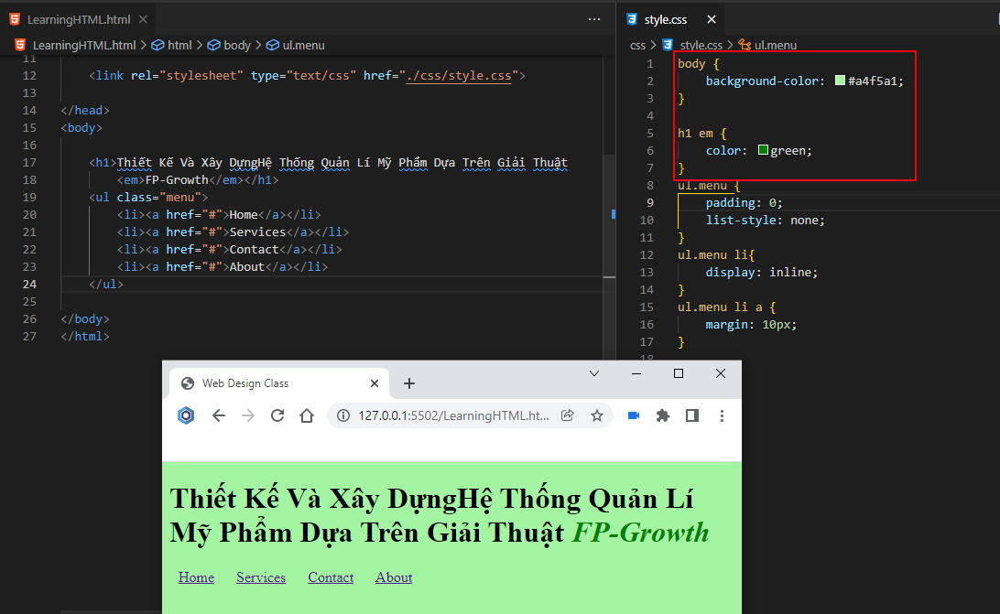 LearningHTML.html
LearningHTML.html > html > body > ul.menu
11
12 <link rel="stylesheet" type="text/css" href="./css/style.css">
13
14 </head>
15 <body>
16
17 <h1>Thiết Kế Và Xây DựngHệ Thống Quản Lí Mỹ Phẩm Dựa Trên Giải Thuật
18 <em>FP-Growth</em></h1>
19 <ul class="menu">
20 <li><a href="#">Home</a></li>
21 <li><a href="#">Services</a></li>
22 <li><a href="#">Contact</a></li>
23 <li><a href="#">About</a></li>
24 </ul>
25
26 </body>
27 </html>
style.css
css > style.css > ul.menu
1 body {
2 background-color: #a4f5a1;
3 }
4
5 h1 em {
6 color: green;
7 }
8 ul.menu {
9 padding: 0;
10 list-style: none;
11 }
12 ul.menu li{
13 display: inline;
14 }
15 ul.menu li a {
16 margin: 10px;
17 }
18
Web Design Class
127.0.0.1:5502/LearningHTML.ht...
Thiết Kế Và Xây DựngHệ Thống Quản Lí
Mỹ Phẩm Dựa Trên Giải Thuật FP-Growth
Home Services Contact About